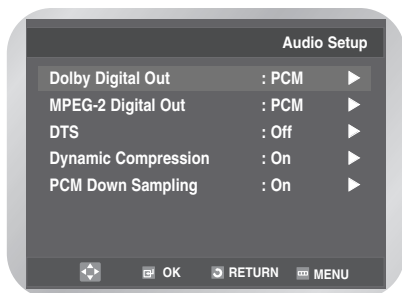 Audio Setup
Dolby Digital Out : PCM
MPEG-2 Digital Out : PCM
DTS : Off
Dynamic Compression : On
PCM Down Sampling : On
OK RETURN MENU